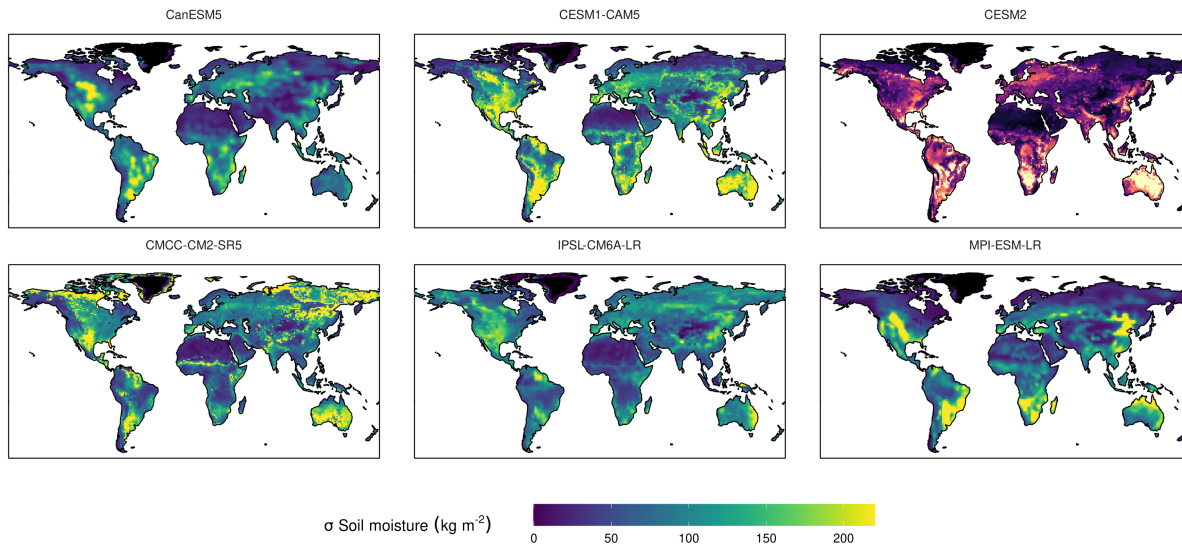 CanESM5 CESM1-CAM5 CESM2
CMCC-CM2-SR5 IPSL-CM6A-LR MPI-ESM-LR
σ Soil moisture (kg m⁻²)
0 50 100 150 200